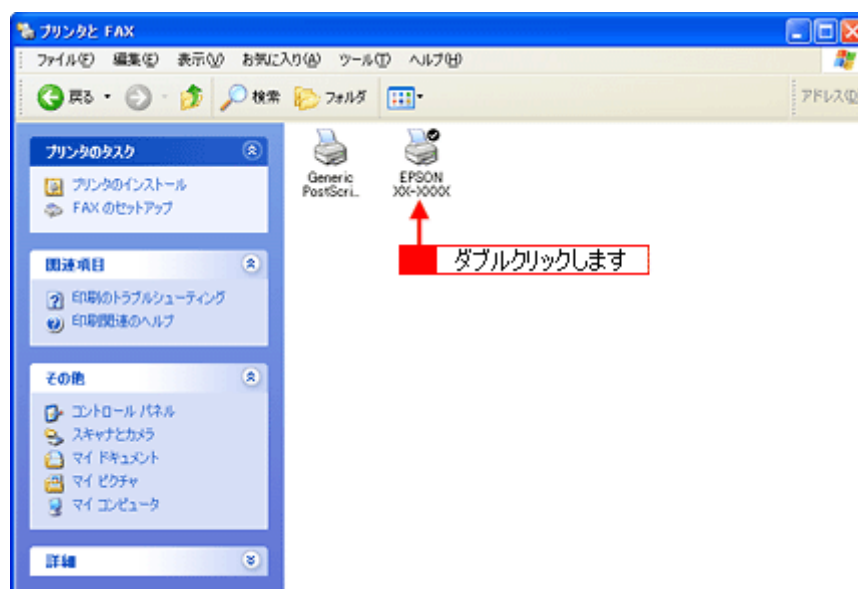 プリンタと FAX
ファイル(F) 編集(E) 表示(V) お気に入り(A) ツール(T) ヘルプ(H)
戻る 検索 フォルダ アドレス(D
プリンタのタスク
プリンタのインストール
FAX のセットアップ
関連項目
印刷のトラブルシューティング
印刷関連のヘルプ
その他
コントロール パネル
スキャナとカメラ
マイ ドキュメント
マイ ピクチャ
マイ コンピュータ
詳細
Generic
PostScri...
EPSON
XX-XXXX
ダブルクリックします